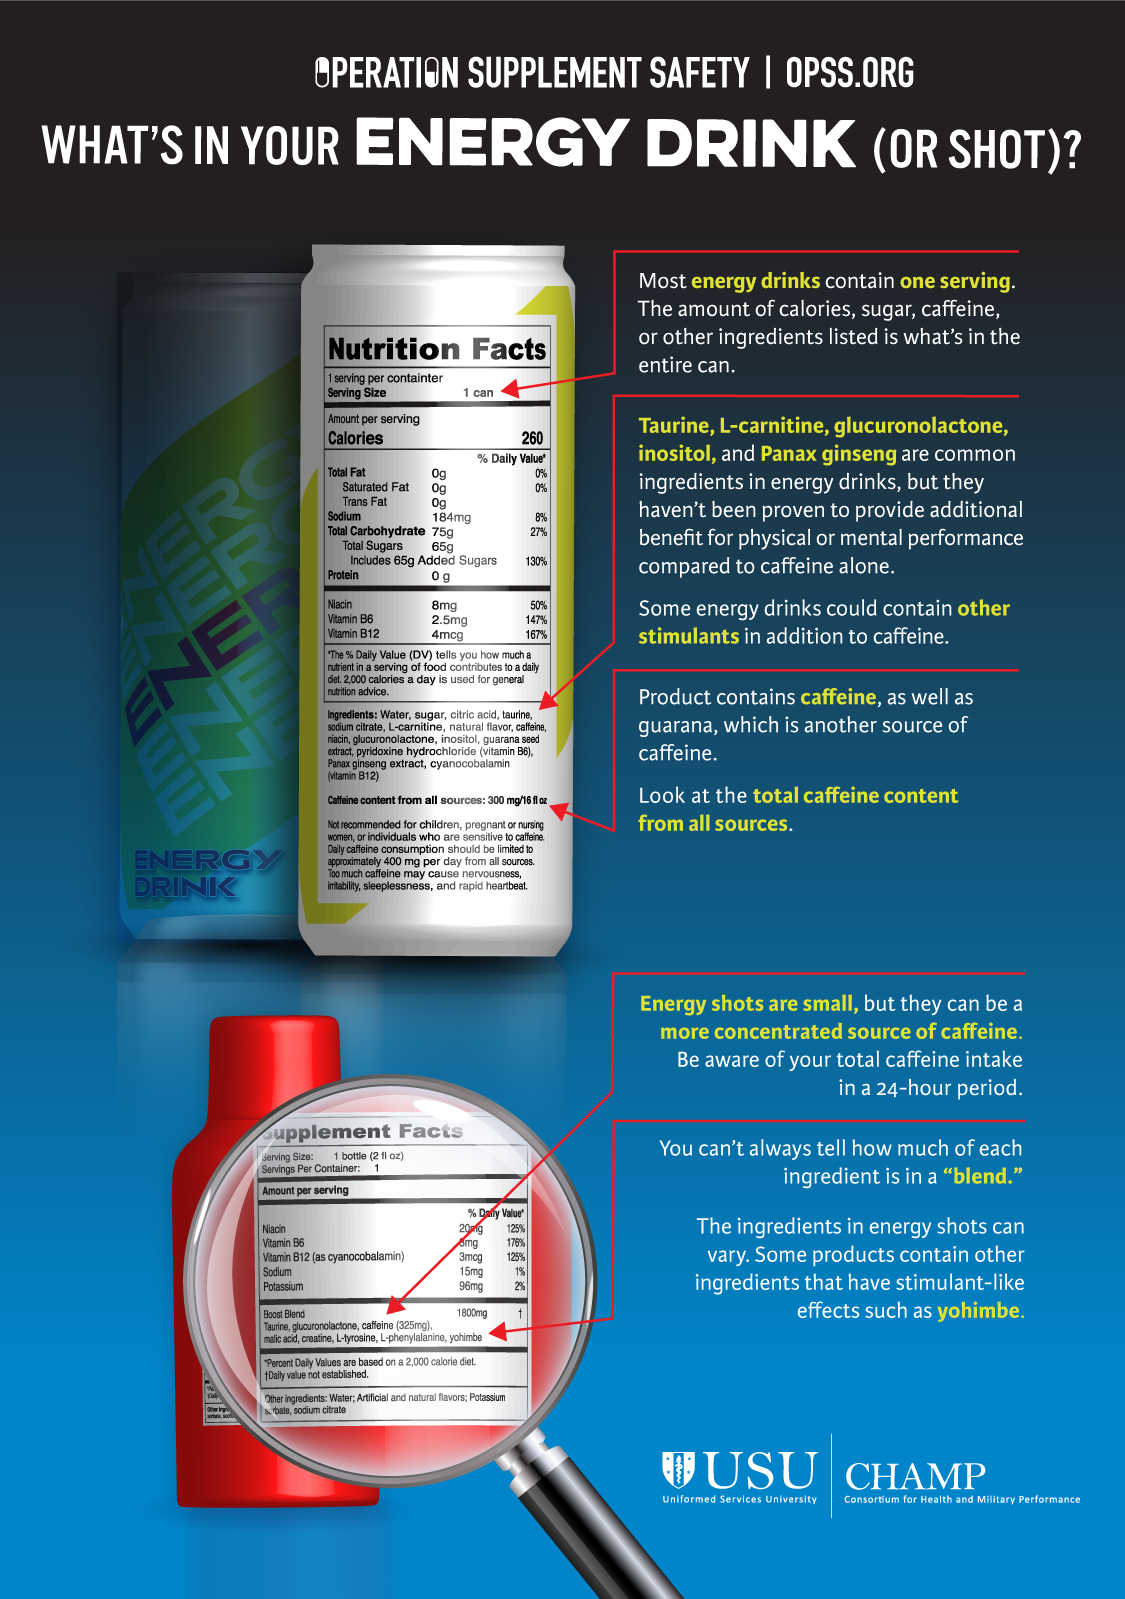 OPERATION SUPPLEMENT SAFETY | OPSS.ORG
WHAT'S IN YOUR ENERGY DRINK (OR SHOT)?
Most energy drinks contain one serving.
The amount of calories, sugar, caffeine,
or other ingredients listed is what's in the
entire can.
Taurine, L-carnitine, glucuronolactone,
inositol, and Panax ginseng are common
ingredients in energy drinks, but they
haven't been proven to provide additional
benefit for physical or mental performance
compared to caffeine alone.
Some energy drinks could contain other
stimulants in addition to caffeine.
Product contains caffeine, as well as
guarana, which is another source of
caffeine.
Look at the total caffeine content
from all sources.
Nutrition Facts
1 serving per containter
Serving Size 1 can
Amount per serving
Calories 260
% Daily Value*
Total Fat 0g 0%
Saturated Fat 0g 0%
Trans Fat 0g
Sodium 184mg 8%
Total Carbohydrate 75g 27%
Total Sugars 65g
Includes 65g Added Sugars 130%
Protein 0 g
Niacin 8mg 50%
Vitamin B6 2.5mg 147%
Vitamin B12 4mcg 167%
*The % Daily Value (DV) tells you how much a
nutrient in a serving of food contributes to a daily
diet. 2,000 calories a day is used for general
nutrition advice.
Ingredients: Water, sugar, citric acid, taurine,
sodium citrate, L-carnitine, natural flavor, caffeine,
niacin, glucuronolactone, inositol, guarana seed
extract, pyridoxine hydrochloride (vitamin B6),
Panax ginseng extract, cyanocobalamin
(vitamin B12)
Caffeine content from all sources: 300 mg/16 fl oz
Not recommended for children, pregnant or nursing
women, or individuals who are sensitive to caffeine.
Daily caffeine consumption should be limited to
approximately 400 mg per day from all sources.
Too much caffeine may cause nervousness,
irritability, sleeplessness, and rapid heartbeat.
ENERGY
DRINK
Energy shots are small, but they can be a
more concentrated source of caffeine.
Be aware of your total caffeine intake
in a 24-hour period.
You can't always tell how much of each
ingredient is in a "blend."
The ingredients in energy shots can
vary. Some products contain other
ingredients that have stimulant-like
effects such as yohimbe.
Supplement Facts
Serving Size: 1 bottle (2 fl oz)
Servings Per Container: 1
Amount per serving
% Daily Value*
Niacin 20mg 125%
Vitamin B6 3mg 176%
Vitamin B12 (as cyanocobalamin) 3mcg 125%
Sodium 15mg 1%
Potassium 96mg 2%
Boost Blend 1800mg †
Taurine, glucuronolactone, caffeine (325mg),
malic acid, creatine, L-tyrosine, L-phenylalanine, yohimbe
*Percent Daily Values are based on a 2,000 calorie diet.
†Daily value not established.
Other ingredients: Water; Artificial and natural flavors; Potassium
sorbate, sodium citrate
USU
Uniformed Services University
CHAMP
Consortium for Health and Military Performance